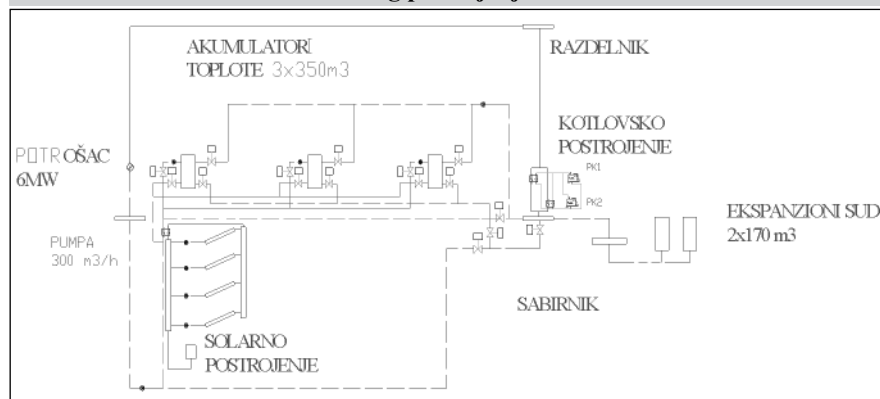 AKUMULATORI
TOPLOTE 3x350m3
RAZDELNIK
KOTLOVSKO
POSTROJENJE
POTROŠAC
6MW
PK1
PK2
EKSPANZIONI SUD
2x170 m3
PUMPA
300 m3/h
SABIRNIK
SOLARNO
POSTROJENJE